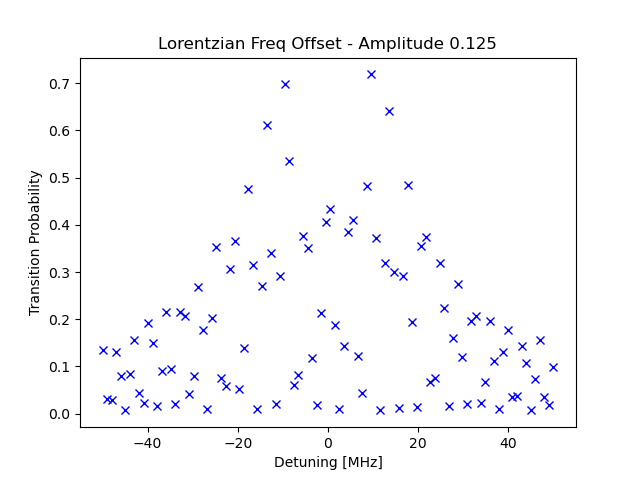 Lorentzian Freq Offset - Amplitude 0.125
0.7
0.6
0.5
0.4
0.3
0.2
0.1
0.0
Transition Probability
−40 −20 0 20 40
Detuning [MHz]